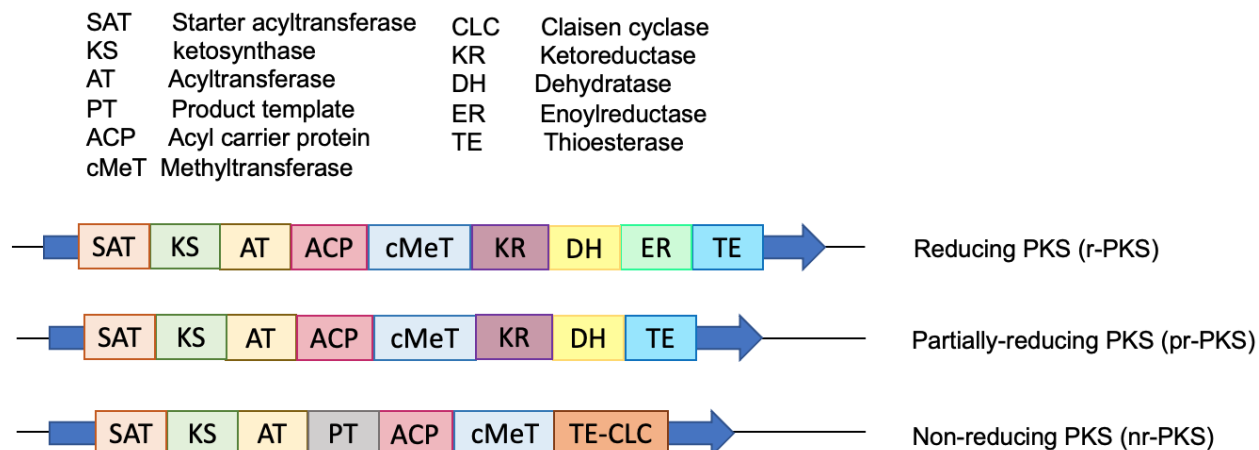 SAT Starter acyltransferase
KS ketosynthase
AT Acyltransferase
PT Product template
ACP Acyl carrier protein
cMeT Methyltransferase
CLC Claisen cyclase
KR Ketoreductase
DH Dehydratase
ER Enoylreductase
TE Thioesterase
SAT KS AT ACP cMeT KR DH ER TE Reducing PKS (r-PKS)
SAT KS AT ACP cMeT KR DH TE Partially-reducing PKS (pr-PKS)
SAT KS AT PT ACP cMeT TE-CLC Non-reducing PKS (nr-PKS)